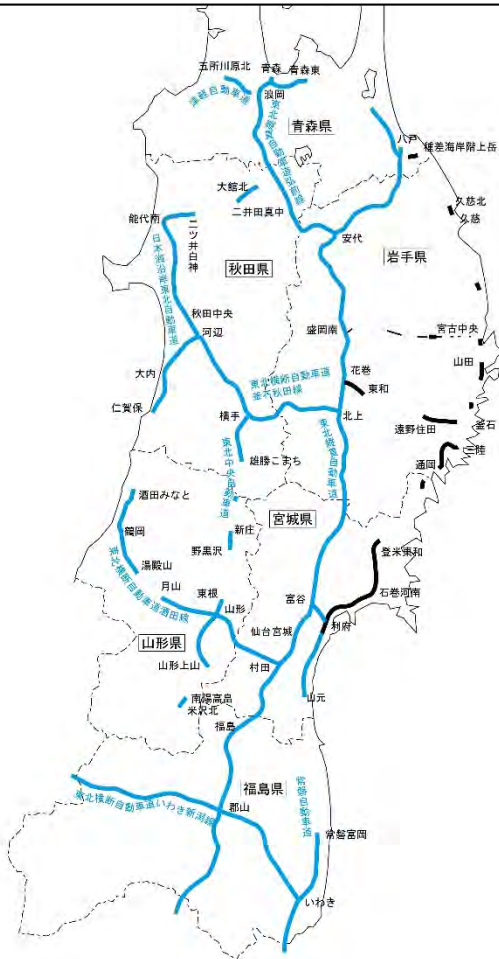 五所川原北
青森
青森東
津軽自動車道
浪岡
東北縦貫自動車道弘前線
青森県
八戸
種差海岸階上岳
大館北
二井田真中
久慈北
久慈
能代南
二ツ井白神
安代
岩手県
日本海沿岸東北自動車道
秋田県
秋田中央
河辺
盛岡南
宮古中央
大内
東北横断自動車道
釜石秋田線
花巻
東和
山田
仁賀保
横手
北上
遠野住田
釜石
三陸
通岡
雄勝こまち
東北中央自動車道
東北縦貫自動車道
酒田みなと
宮城県
新庄
鶴岡
野黒沢
登米東和
湯殿山
東北横断自動車道酒田線
月山
東根
山形
富谷
石巻河南
山形県
仙台宮城
利府
山形上山
村田
南陽高畠
米沢北
山元
福島
福島県
東北横断自動車道いわき新潟線
郡山
常磐自動車道
常磐富岡
いわき